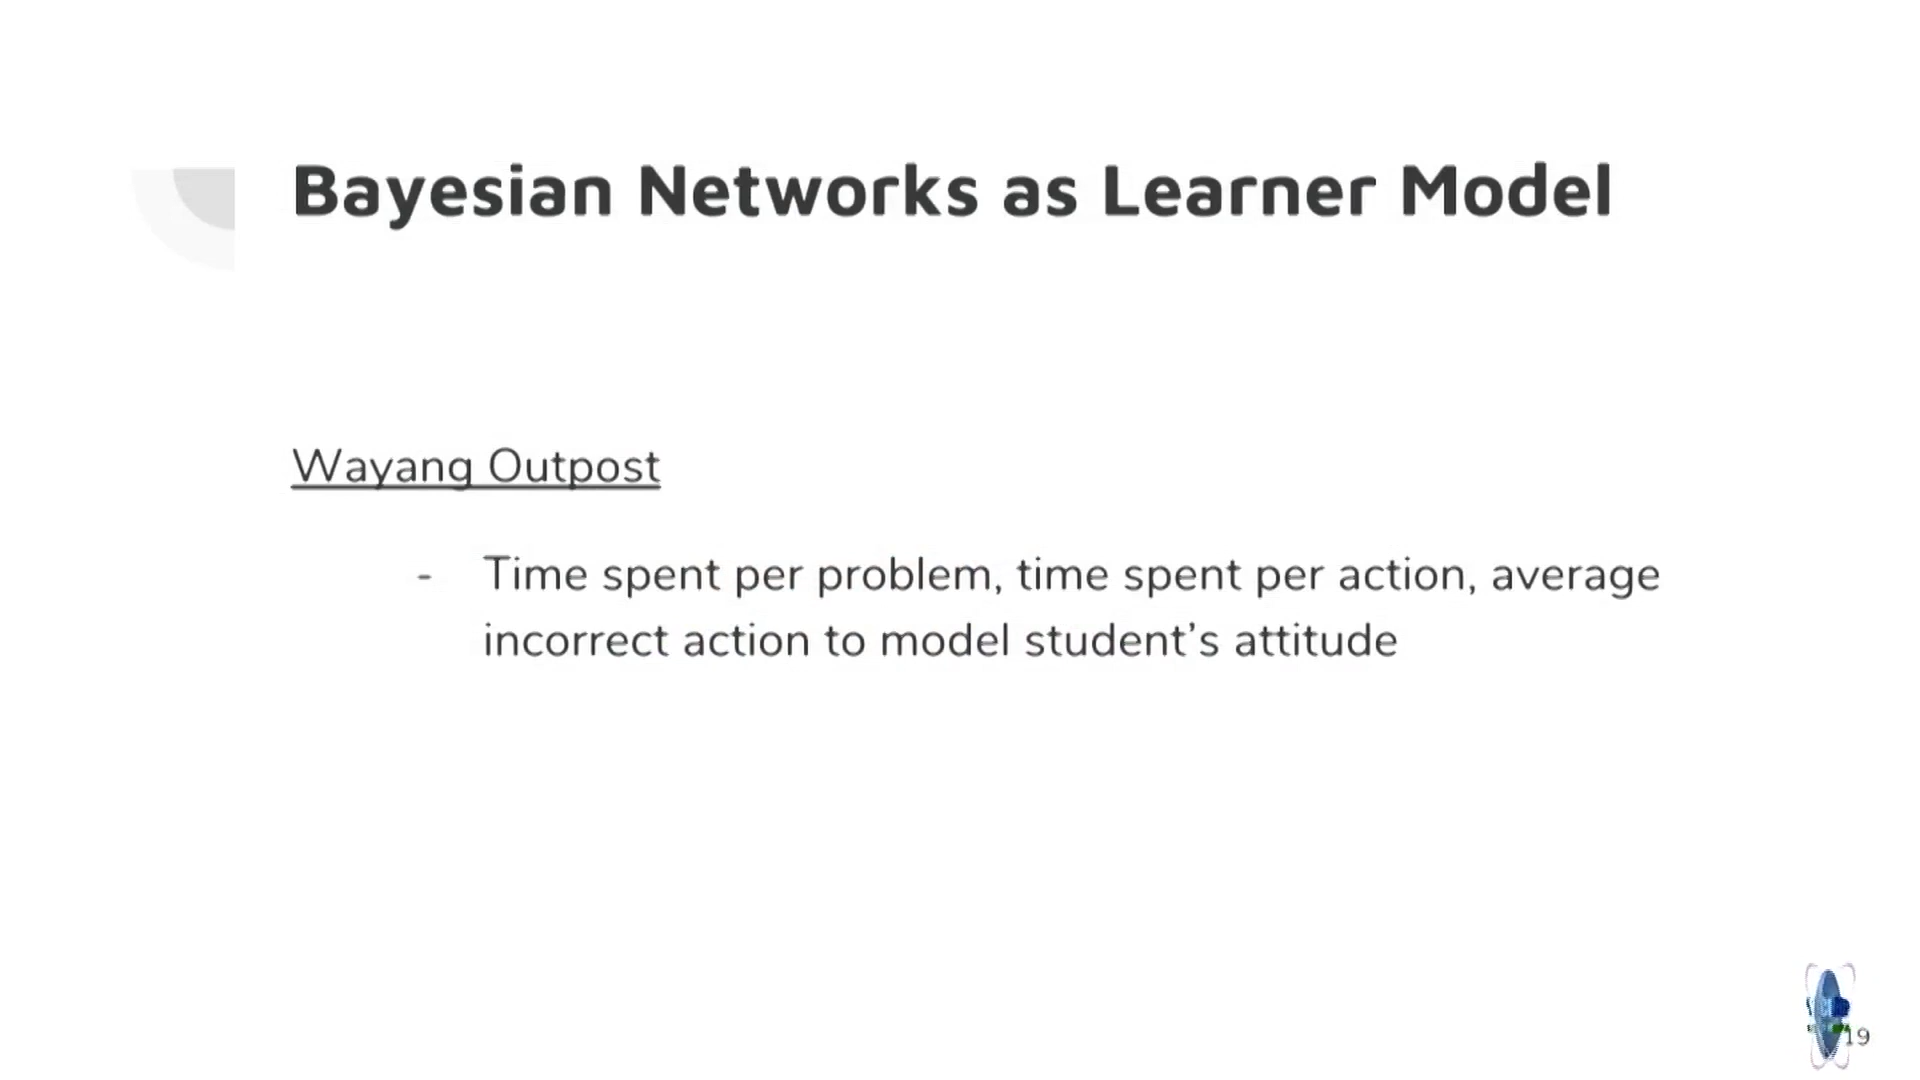 Bayesian Networks as Learner Model
Wayang Outpost
- Time spent per problem, time spent per action, average
incorrect action to model student’s attitude
19